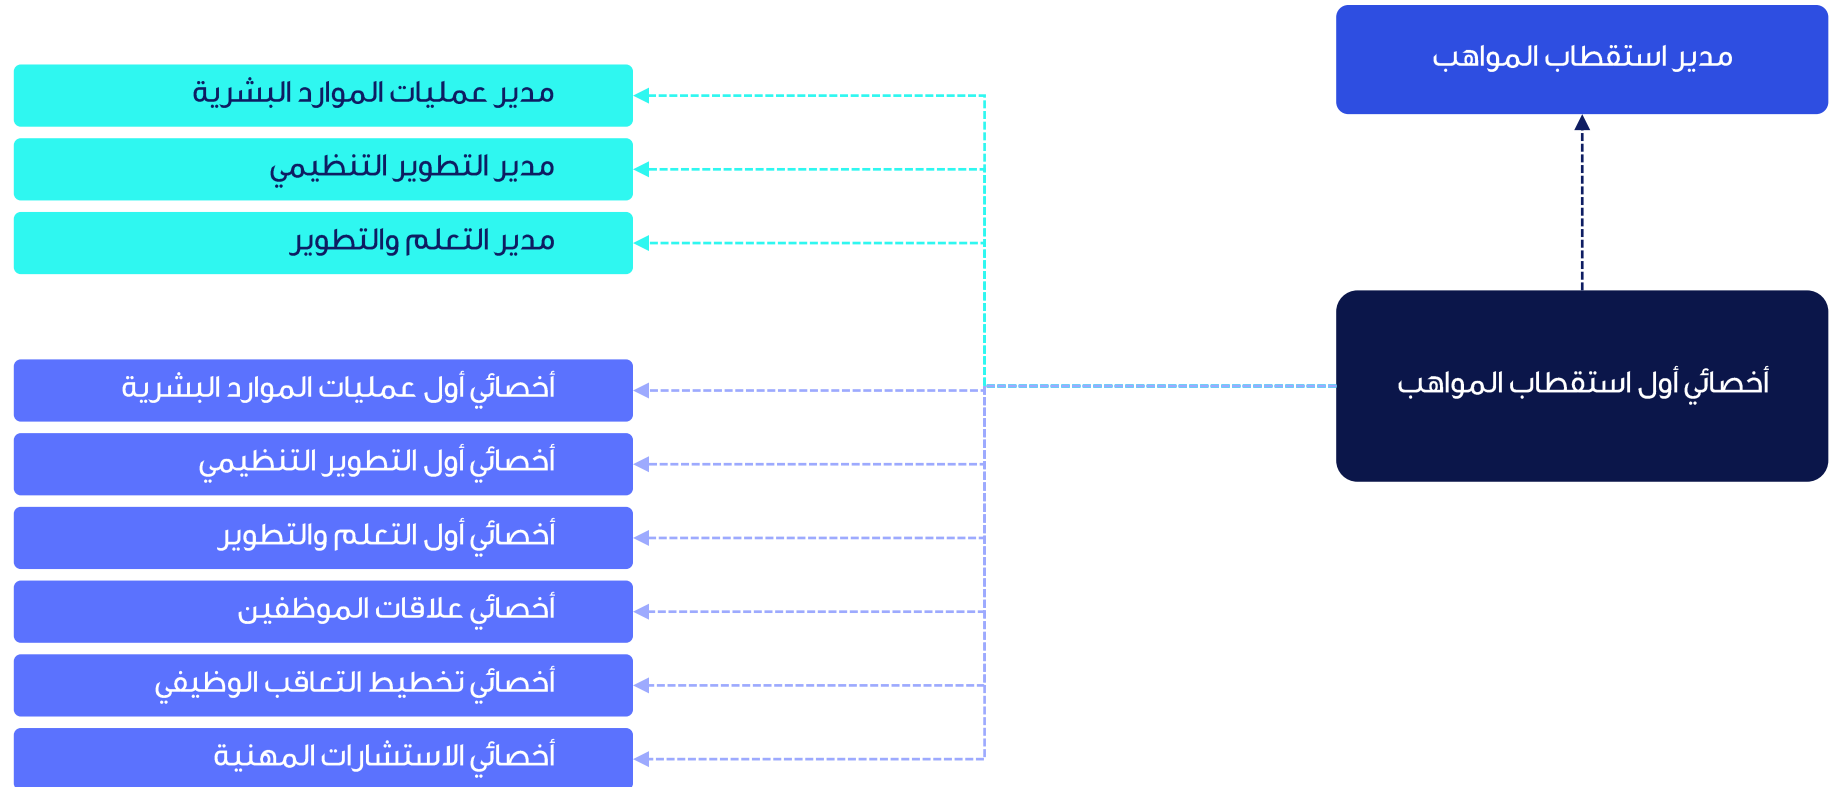 مدير استقطاب المواهب
أخصائي أول استقطاب المواهب
مدير عمليات الموارد البشرية
مدير التطوير التنظيمي
مدير التعلم والتطوير
أخصائي أول عمليات الموارد البشرية
أخصائي أول التطوير التنظيمي
أخصائي أول التعلم والتطوير
أخصائي علاقات الموظفين
أخصائي تخطيط التعاقب الوظيفي
أخصائي الاستشارات المهنية